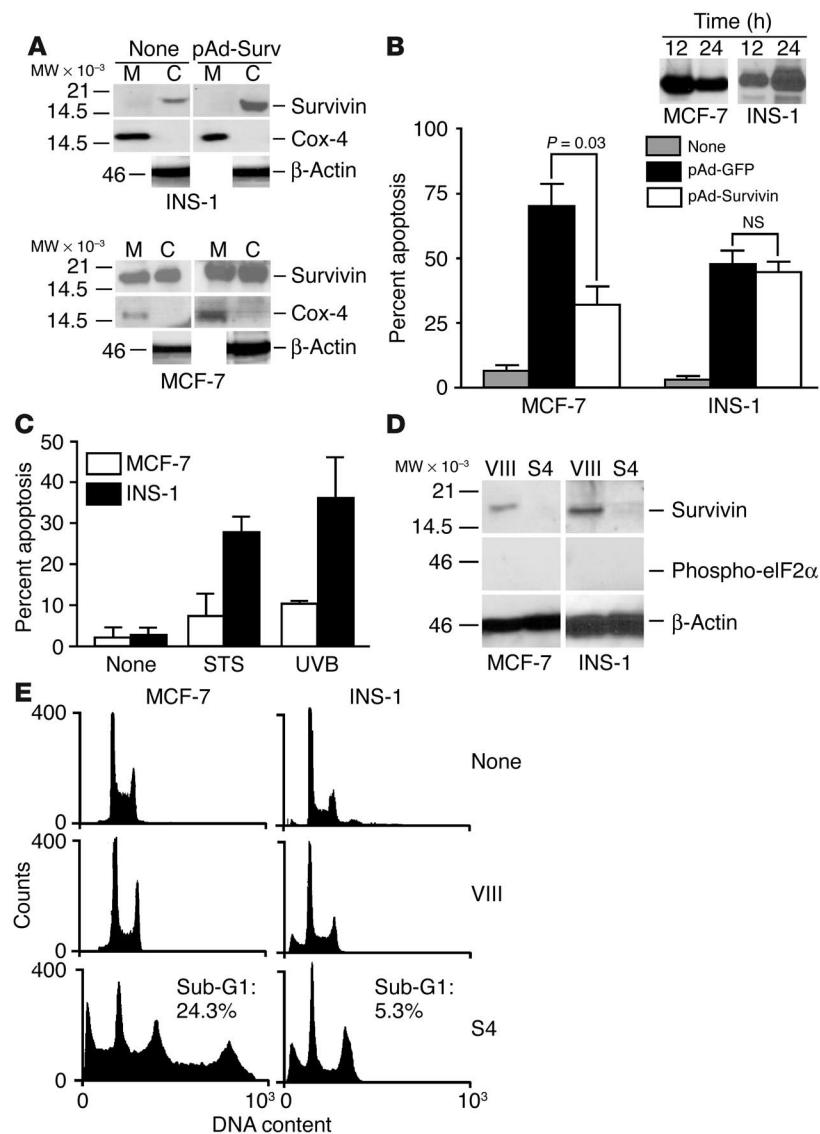 A
None pAd-Surv
MW × 10⁻³ M C M C
21
14.5
Survivin
14.5
Cox-4
46
β-Actin
INS-1
MW × 10⁻³ M C M C
21
14.5
Survivin
14.5
Cox-4
46
β-Actin
MCF-7
B
Time (h)
12 24 12 24
MCF-7 INS-1
None
pAd-GFP
pAd-Survivin
Percent apoptosis
100
75
50
25
0
P = 0.03
NS
MCF-7 INS-1
C
Percent apoptosis
50
40
30
20
10
0
MCF-7
INS-1
None STS UVB
D
MW × 10⁻³ VIII S4 VIII S4
21
14.5
Survivin
46
Phospho-eIF2α
46
β-Actin
MCF-7 INS-1
E
MCF-7 INS-1
400
0
None
400
0
VIII
Counts
400
0
Sub-G1:
24.3%
Sub-G1:
5.3%
S4
0 10³ 0 10³
DNA content